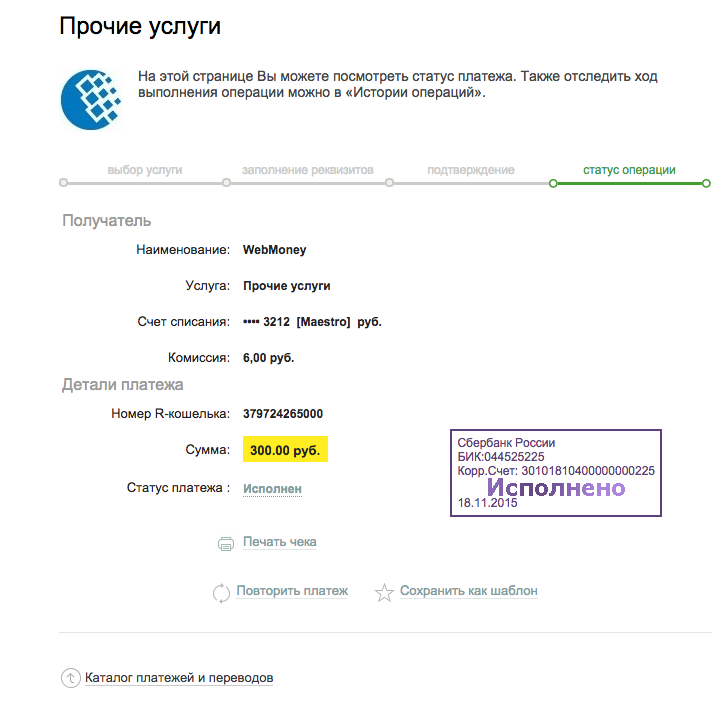 Прочие услуги
На этой странице Вы можете посмотреть статус платежа. Также отследить ход
выполнения операции можно в «Истории операций».
выбор услуги заполнение реквизитов подтверждение статус операции
Получатель
Наименование: WebMoney
Услуга: Прочие услуги
Счет списания: •••• 3212 [Maestro] руб.
Комиссия: 6,00 руб.
Детали платежа
Номер R-кошелька: 379724265000
Сумма: 300.00 руб.
Статус платежа : Исполнен
Сбербанк России
БИК:044525225
Корр.Счет: 30101810400000000225
Исполнено
18.11.2015
Печать чека
Повторить платеж Сохранить как шаблон
Каталог платежей и переводов